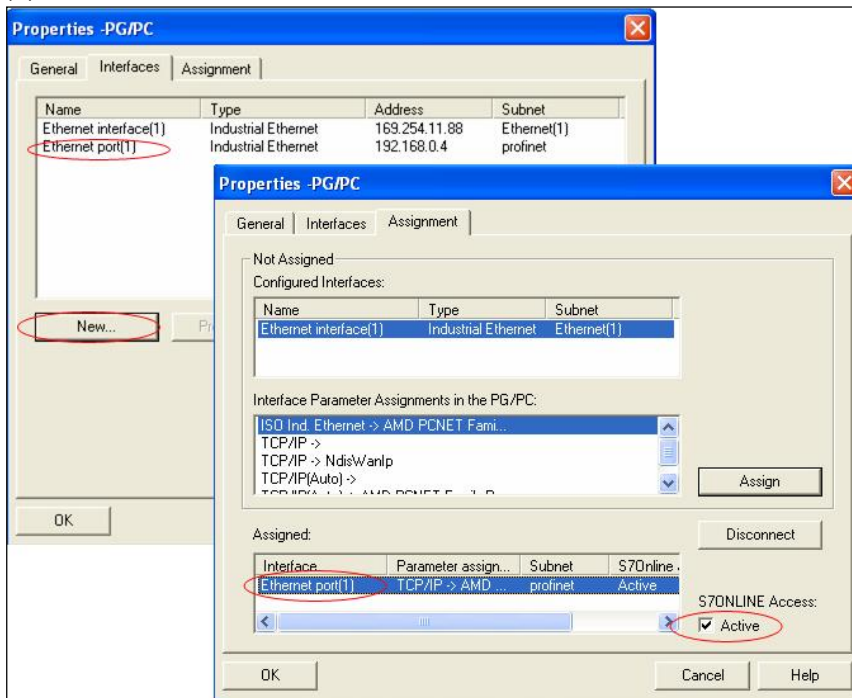 Properties -PG/PC
General Interfaces Assignment
Name Type Address Subnet
Ethernet interface(1) Industrial Ethernet 169.254.11.88 Ethernet(1)
Ethernet port(1) Industrial Ethernet 192.168.0.4 profinet
New...
OK
Properties -PG/PC
General Interfaces Assignment
Not Assigned
Configured Interfaces:
Name Type Subnet
Ethernet interface(1) Industrial Ethernet Ethernet(1)
Interface Parameter Assignments in the PG/PC:
ISO Ind. Ethernet -> AMD PCNET Fami...
TCP/IP ->
TCP/IP -> NdisWanIp
TCP/IP(Auto) ->
Assign
Assigned:
Disconnect
Interface Parameter assign... Subnet S7Online
Ethernet port(1) TCP/IP -> AMD ... profinet Active
S7ONLINE Access:
Active
OK Cancel Help